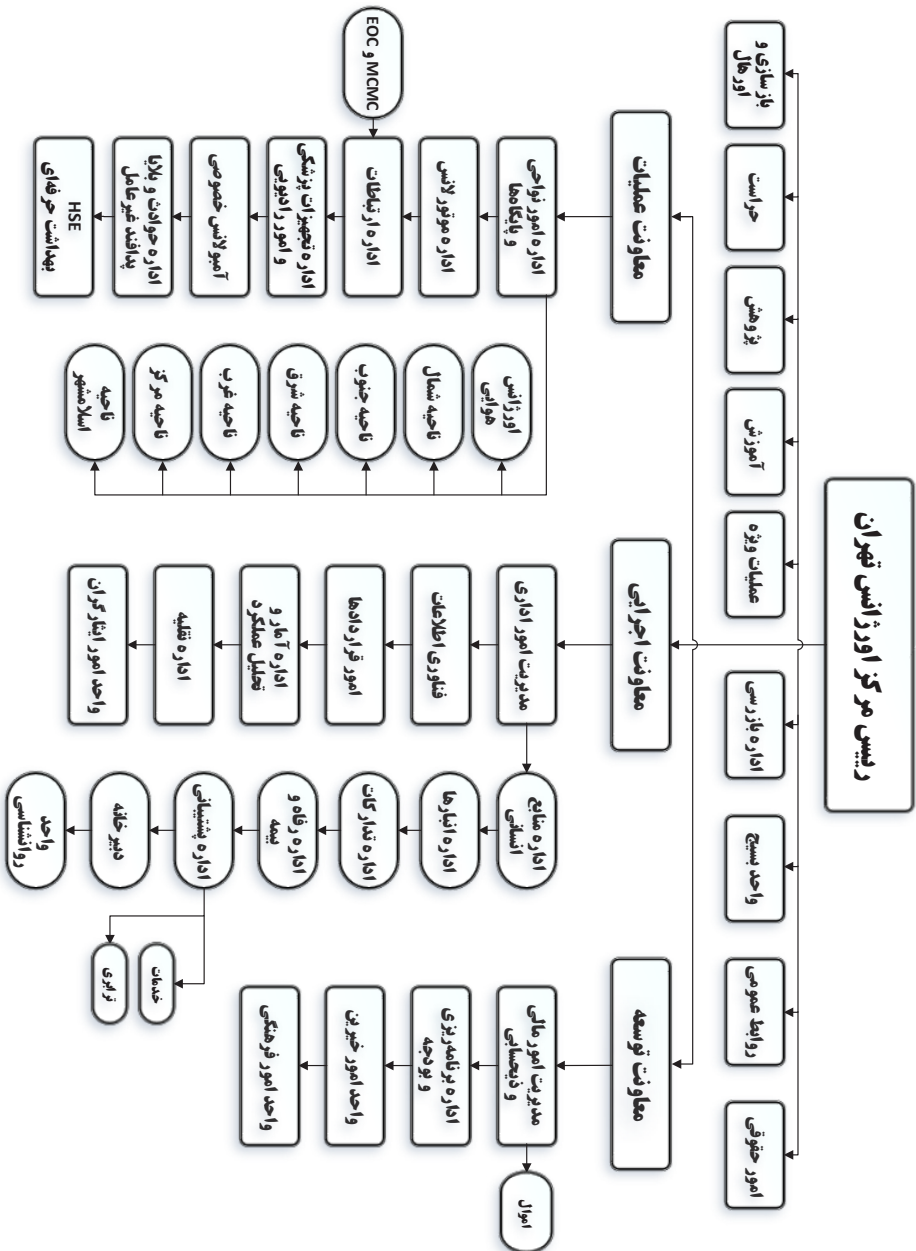 رییس مرکز اورژانس تهران
امور حقوقی
روابط عمومی
واحد بسیج
اداره بازرسی
عملیات ویژه
آموزش
پژوهش
حراست
باز سازی و
اورهال
معاونت توسعه
معاونت اجرایی
معاونت عملیات
مدیریت امور مالی
و ذیحسابی
اموال
اداره برنامه‌ریزی
و بودجه
واحد امور خیرین
واحد امور فرهنگی
مدیریت امور اداری
فناوری اطلاعات
امور قراردادها
اداره آمار و
تحلیل عملکرد
اداره نقلیه
واحد امور ایثارگران
اداره منابع
انسانی
اداره انبارها
اداره تدارکات
اداره رفاه و
بیمه
اداره پشتیبانی
دبیرخانه
واحد
روانشناسی
خدمات
ترابری
اداره امور نواحی
و پایگاه‌ها
اداره موتورلانس
اداره ارتباطات
EOC و MCMC
اداره تجهیزات پزشکی
و امور رادیویی
آمبولانس خصوصی
اداره حوادث و بلایا
پدافند غیرعامل
HSE
بهداشت حرفه‌ای
اورژانس
هوایی
ناحیه شمال
ناحیه جنوب
ناحیه شرق
ناحیه غرب
ناحیه مرکز
ناحیه
اسلامشهر